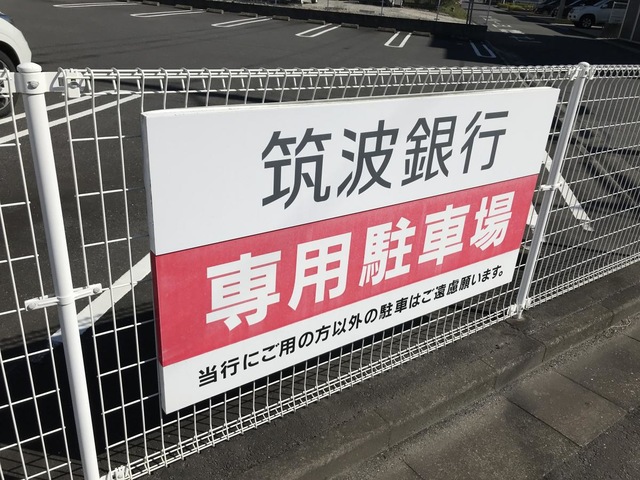 筑波銀行
専用駐車場
当行にご用の方以外の駐車はご遠慮願います。